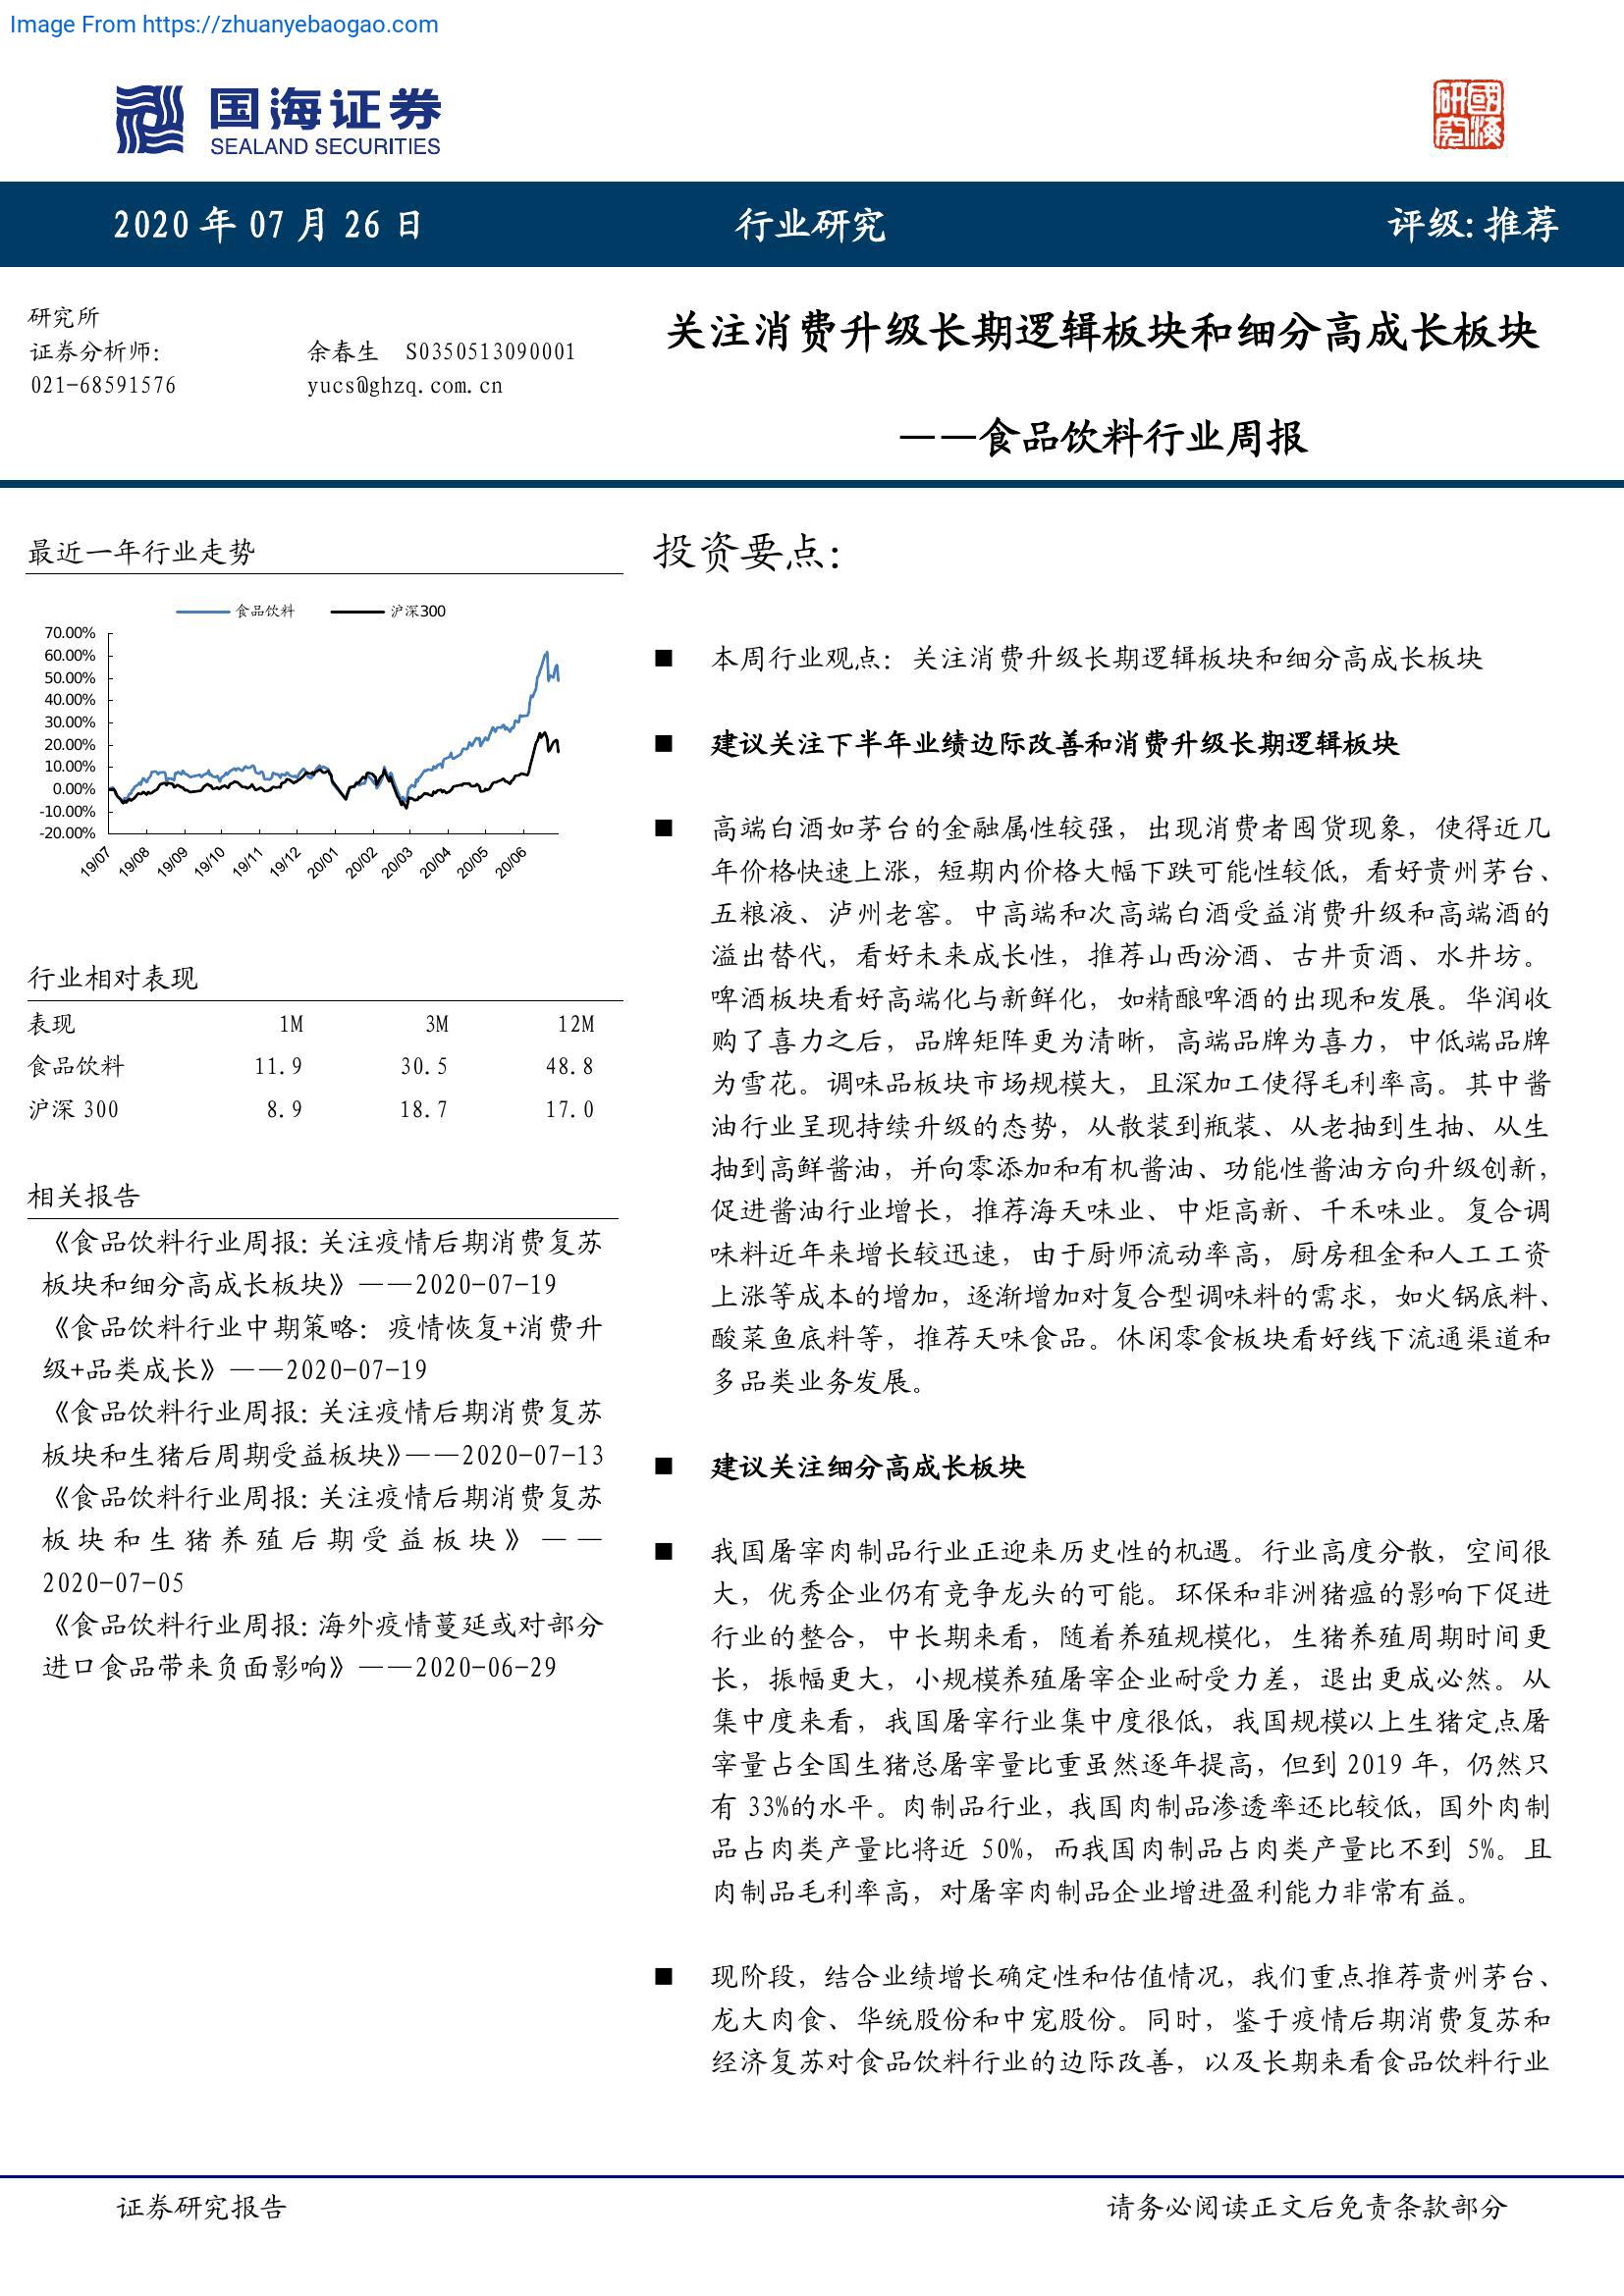 Image From https://zhuanyebaogao.com
国海证券
SEALAND SECURITIES
國海研究
2020 年 07 月 26 日
行业研究
评级:推荐
研究所
证券分析师:
余春生 S0350513090001
021-68591576
yucs@ghzq.com.cn
关注消费升级长期逻辑板块和细分高成长板块
——食品饮料行业周报
最近一年行业走势
食品饮料
沪深300
70.00%
60.00%
50.00%
40.00%
30.00%
20.00%
10.00%
0.00%
-10.00%
-20.00%
19/07
19/08
19/09
19/10
19/11
19/12
20/01
20/02
20/03
20/04
20/05
20/06
行业相对表现
表现 1M 3M 12M
食品饮料 11.9 30.5 48.8
沪深 300 8.9 18.7 17.0
相关报告
《食品饮料行业周报:关注疫情后期消费复苏
板块和细分高成长板块》——2020-07-19
《食品饮料行业中期策略: 疫情恢复+消费升
级+品类成长》——2020-07-19
《食品饮料行业周报:关注疫情后期消费复苏
板块和生猪后周期受益板块》——2020-07-13
《食品饮料行业周报:关注疫情后期消费复苏
板块和生猪养殖后期受益板块》——
2020-07-05
《食品饮料行业周报:海外疫情蔓延或对部分
进口食品带来负面影响》——2020-06-29
投资要点:
■ 本周行业观点: 关注消费升级长期逻辑板块和细分高成长板块
■ 建议关注下半年业绩边际改善和消费升级长期逻辑板块
■ 高端白酒如茅台的金融属性较强，出现消费者囤货现象，使得近几
年价格快速上涨，短期内价格大幅下跌可能性较低，看好贵州茅台、
五粮液、泸州老窖。中高端和次高端白酒受益消费升级和高端酒的
溢出替代，看好未来成长性，推荐山西汾酒、古井贡酒、水井坊。
啤酒板块看好高端化与新鲜化，如精酿啤酒的出现和发展。华润收
购了喜力之后，品牌矩阵更为清晰，高端品牌为喜力，中低端品牌
为雪花。调味品板块市场规模大，且深加工使得毛利率高。其中酱
油行业呈现持续升级的态势，从散装到瓶装、从老抽到生抽、从生
抽到高鲜酱油，并向零添加和有机酱油、功能性酱油方向升级创新，
促进酱油行业增长，推荐海天味业、中炬高新、千禾味业。复合调
味料近年来增长较迅速，由于厨师流动率高，厨房租金和人工工资
上涨等成本的增加，逐渐增加对复合型调味料的需求，如火锅底料、
酸菜鱼底料等，推荐天味食品。休闲零食板块看好线下流通渠道和
多品类业务发展。
■ 建议关注细分高成长板块
■ 我国屠宰肉制品行业正迎来历史性的机遇。行业高度分散，空间很
大，优秀企业仍有竞争龙头的可能。环保和非洲猪瘟的影响下促进
行业的整合，中长期来看，随着养殖规模化，生猪养殖周期时间更
长，振幅更大，小规模养殖屠宰企业耐受力差，退出更成必然。从
集中度来看，我国屠宰行业集中度很低，我国规模以上生猪定点屠
宰量占全国生猪总屠宰量比重虽然逐年提高，但到 2019 年，仍然只
有 33%的水平。肉制品行业，我国肉制品渗透率还比较低，国外肉制
品占肉类产量比将近 50%，而我国肉制品占肉类产量比不到 5%。且
肉制品毛利率高，对屠宰肉制品企业增进盈利能力非常有益。
■ 现阶段，结合业绩增长确定性和估值情况，我们重点推荐贵州茅台、
龙大肉食、华统股份和中宠股份。同时，鉴于疫情后期消费复苏和
经济复苏对食品饮料行业的边际改善，以及长期来看食品饮料行业
证券研究报告
请务必阅读正文后免责条款部分